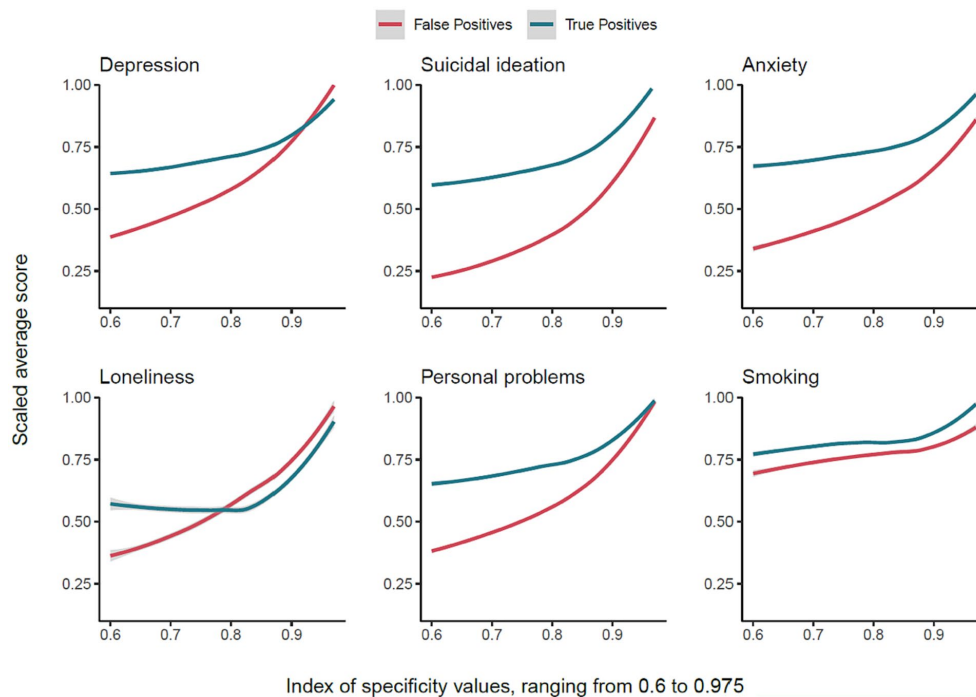 False Positives True Positives
Depression Suicidal ideation Anxiety
1.00 1.00 1.00
0.75 0.75 0.75
0.50 0.50 0.50
0.25 0.25 0.25
0.6 0.7 0.8 0.9 0.6 0.7 0.8 0.9 0.6 0.7 0.8 0.9
Scaled average score
Loneliness Personal problems Smoking
1.00 1.00 1.00
0.75 0.75 0.75
0.50 0.50 0.50
0.25 0.25 0.25
0.6 0.7 0.8 0.9 0.6 0.7 0.8 0.9 0.6 0.7 0.8 0.9
Index of specificity values, ranging from 0.6 to 0.975